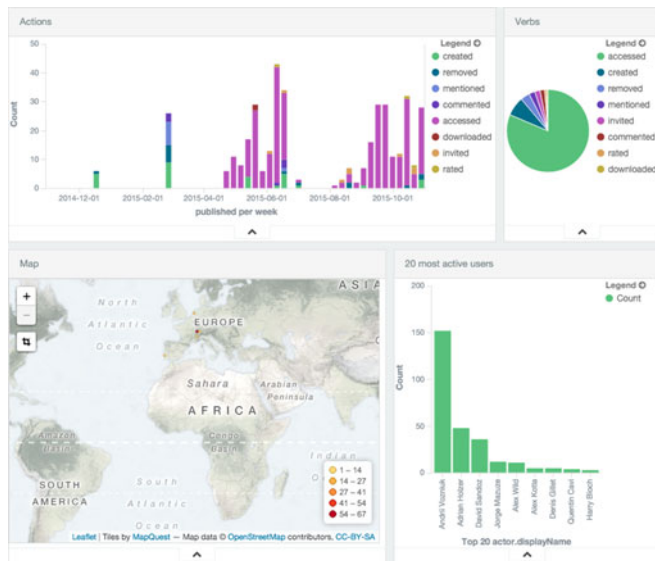 Actions
Verbs
50
40
30
20
10
0
Count
2014-12-01
2015-02-01
2015-04-01
2015-06-01
2015-08-01
2015-10-01
published per week
Legend
created
removed
mentioned
commented
accessed
downloaded
invited
rated
Legend
accessed
created
removed
mentioned
invited
commented
rated
downloaded
Map
20 most active users
+
−
North
Atlantic
Ocean
ASIA
EUROPE
Sahara
Arabian
Peninsula
AFRICA
Amazon
Basin
Congo
Basin
Indian
SOUTH
AMERICA
South
Atlantic
Ocean
1 – 14
14 – 27
27 – 41
41 – 54
54 – 67
Leaflet | Tiles by MapQuest — Map data © OpenStreetMap contributors, CC-BY-SA
200
150
100
50
0
Count
Legend
Count
Andrii Vozniuk
Adrian Holzer
David Sandoz
Jorge Mazuze
Alex Wild
Denis Gillet
Quentin Cavi
Harry Bloch
Top 20 actor.displayName